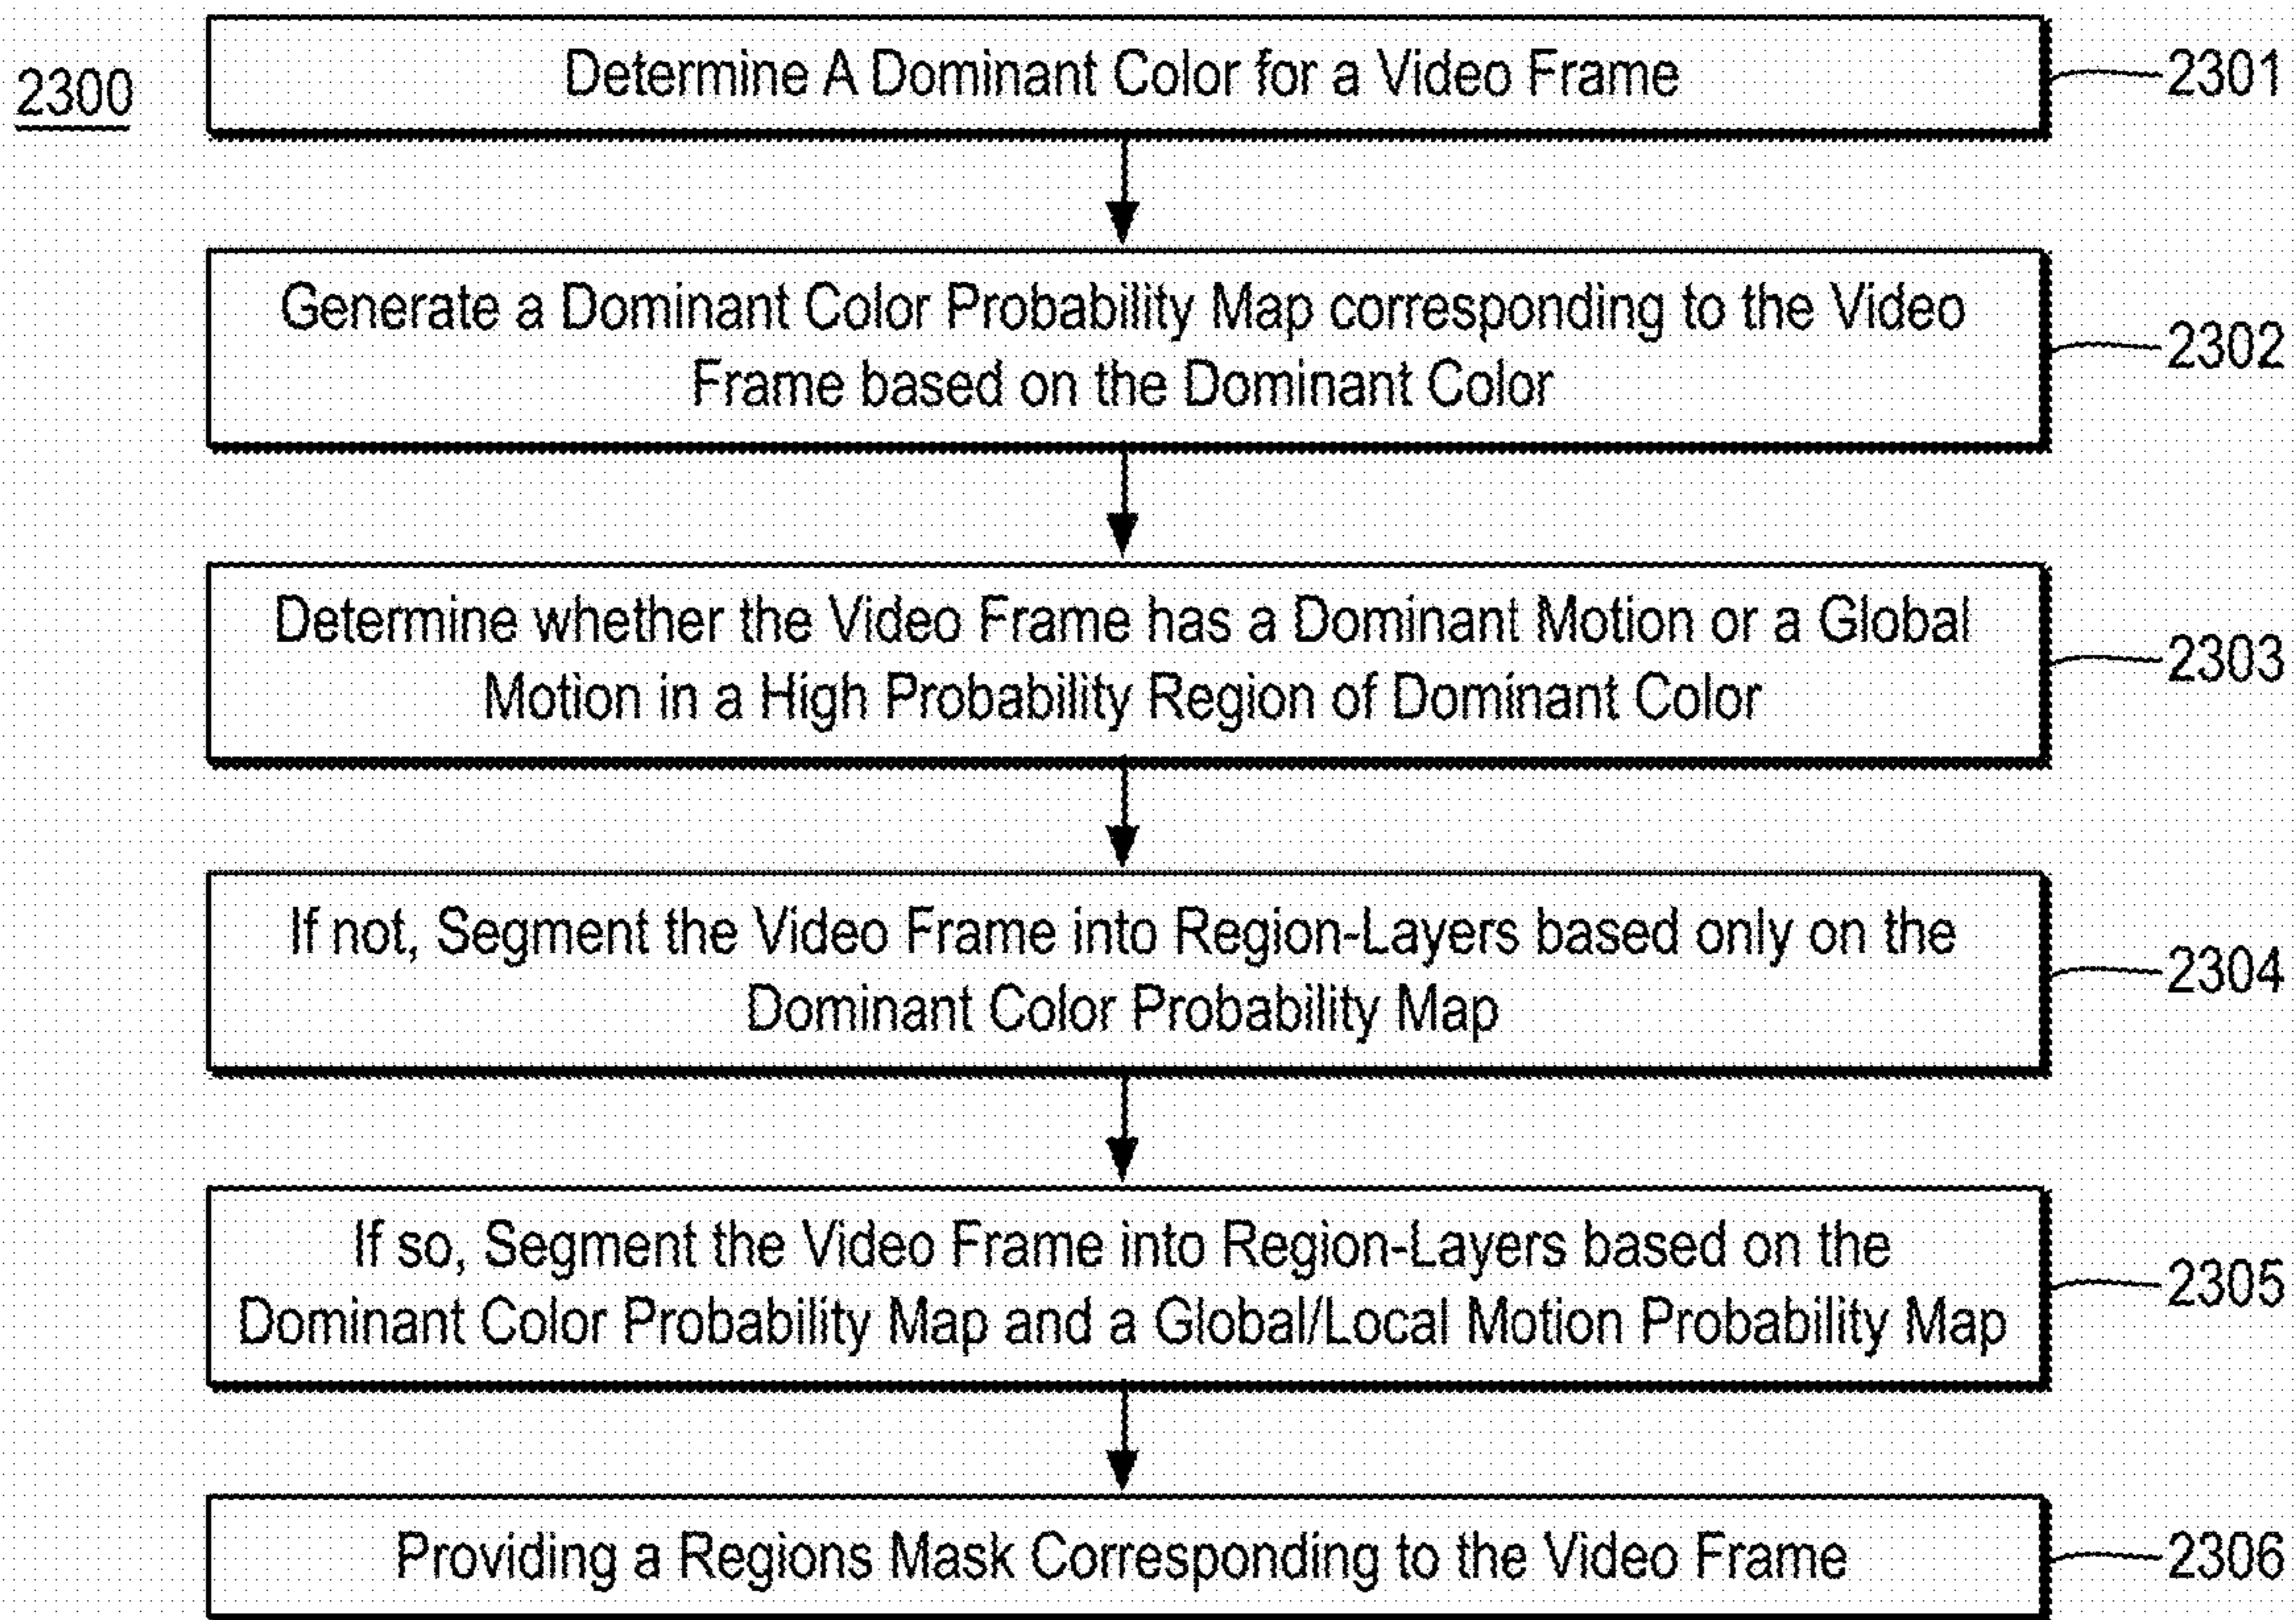 2300
Determine A Dominant Color for a Video Frame
2301
Generate a Dominant Color Probability Map corresponding to the Video
Frame based on the Dominant Color
2302
Determine whether the Video Frame has a Dominant Motion or a Global
Motion in a High Probability Region of Dominant Color
2303
If not, Segment the Video Frame into Region-Layers based only on the
Dominant Color Probability Map
2304
If so, Segment the Video Frame into Region-Layers based on the
Dominant Color Probability Map and a Global/Local Motion Probability Map
2305
Providing a Regions Mask Corresponding to the Video Frame
2306